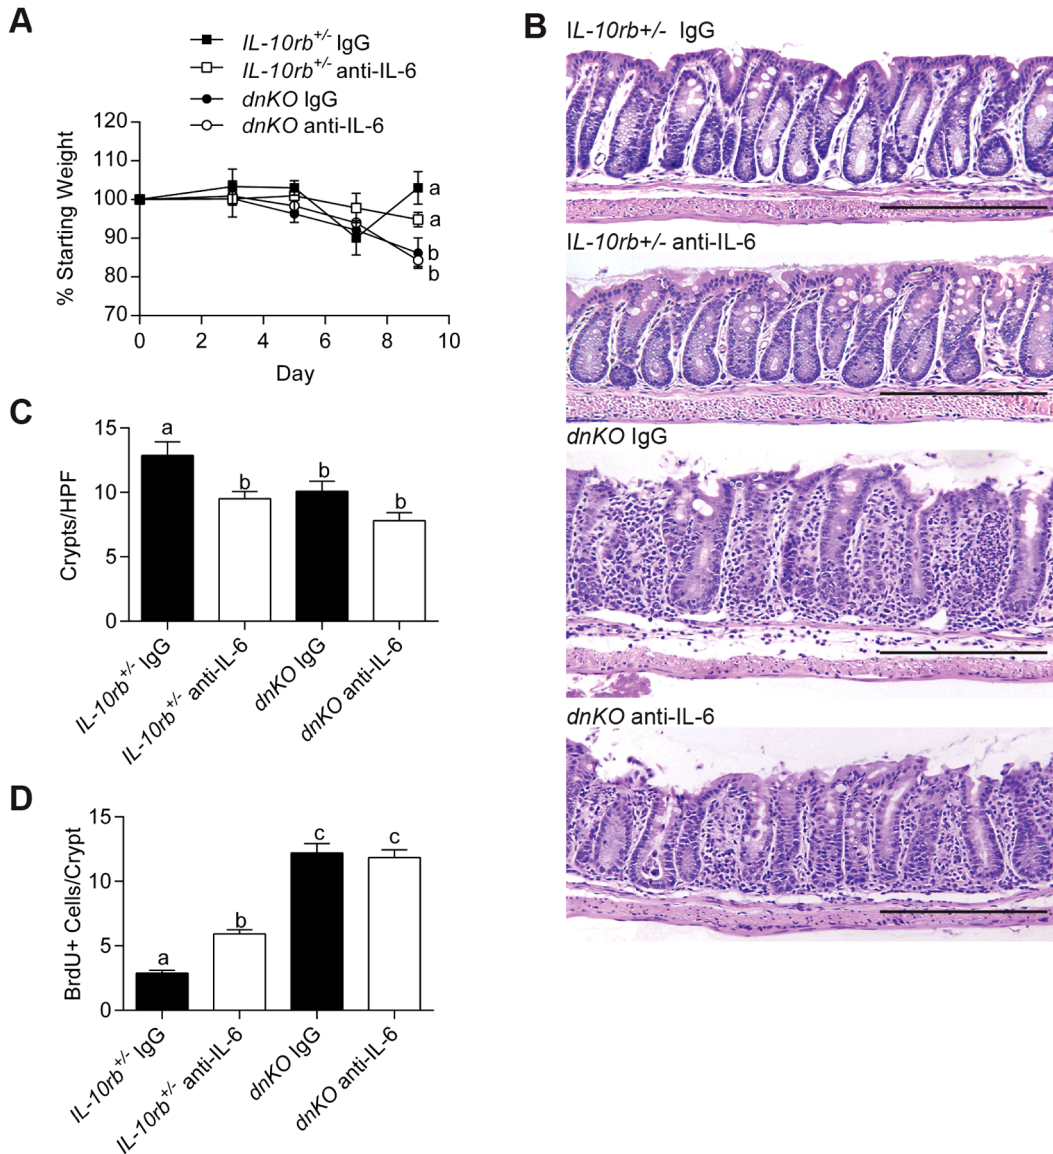 A
IL-10rb+/- IgG
IL-10rb+/- anti-IL-6
dnKO IgG
dnKO anti-IL-6
120
110
100
90
80
70
% Starting Weight
0
2
4
6
8
10
Day
a
a
b
b
B
IL-10rb+/- IgG
IL-10rb+/- anti-IL-6
dnKO IgG
dnKO anti-IL-6
C
15
10
5
0
Crypts/HPF
a
b
b
b
IL-10rb+/- IgG
IL-10rb+/- anti-IL-6
dnKO IgG
dnKO anti-IL-6
D
15
10
5
0
BrdU+ Cells/Crypt
a
b
c
c
IL-10rb+/- IgG
IL-10rb+/- anti-IL-6
dnKO IgG
dnKO anti-IL-6